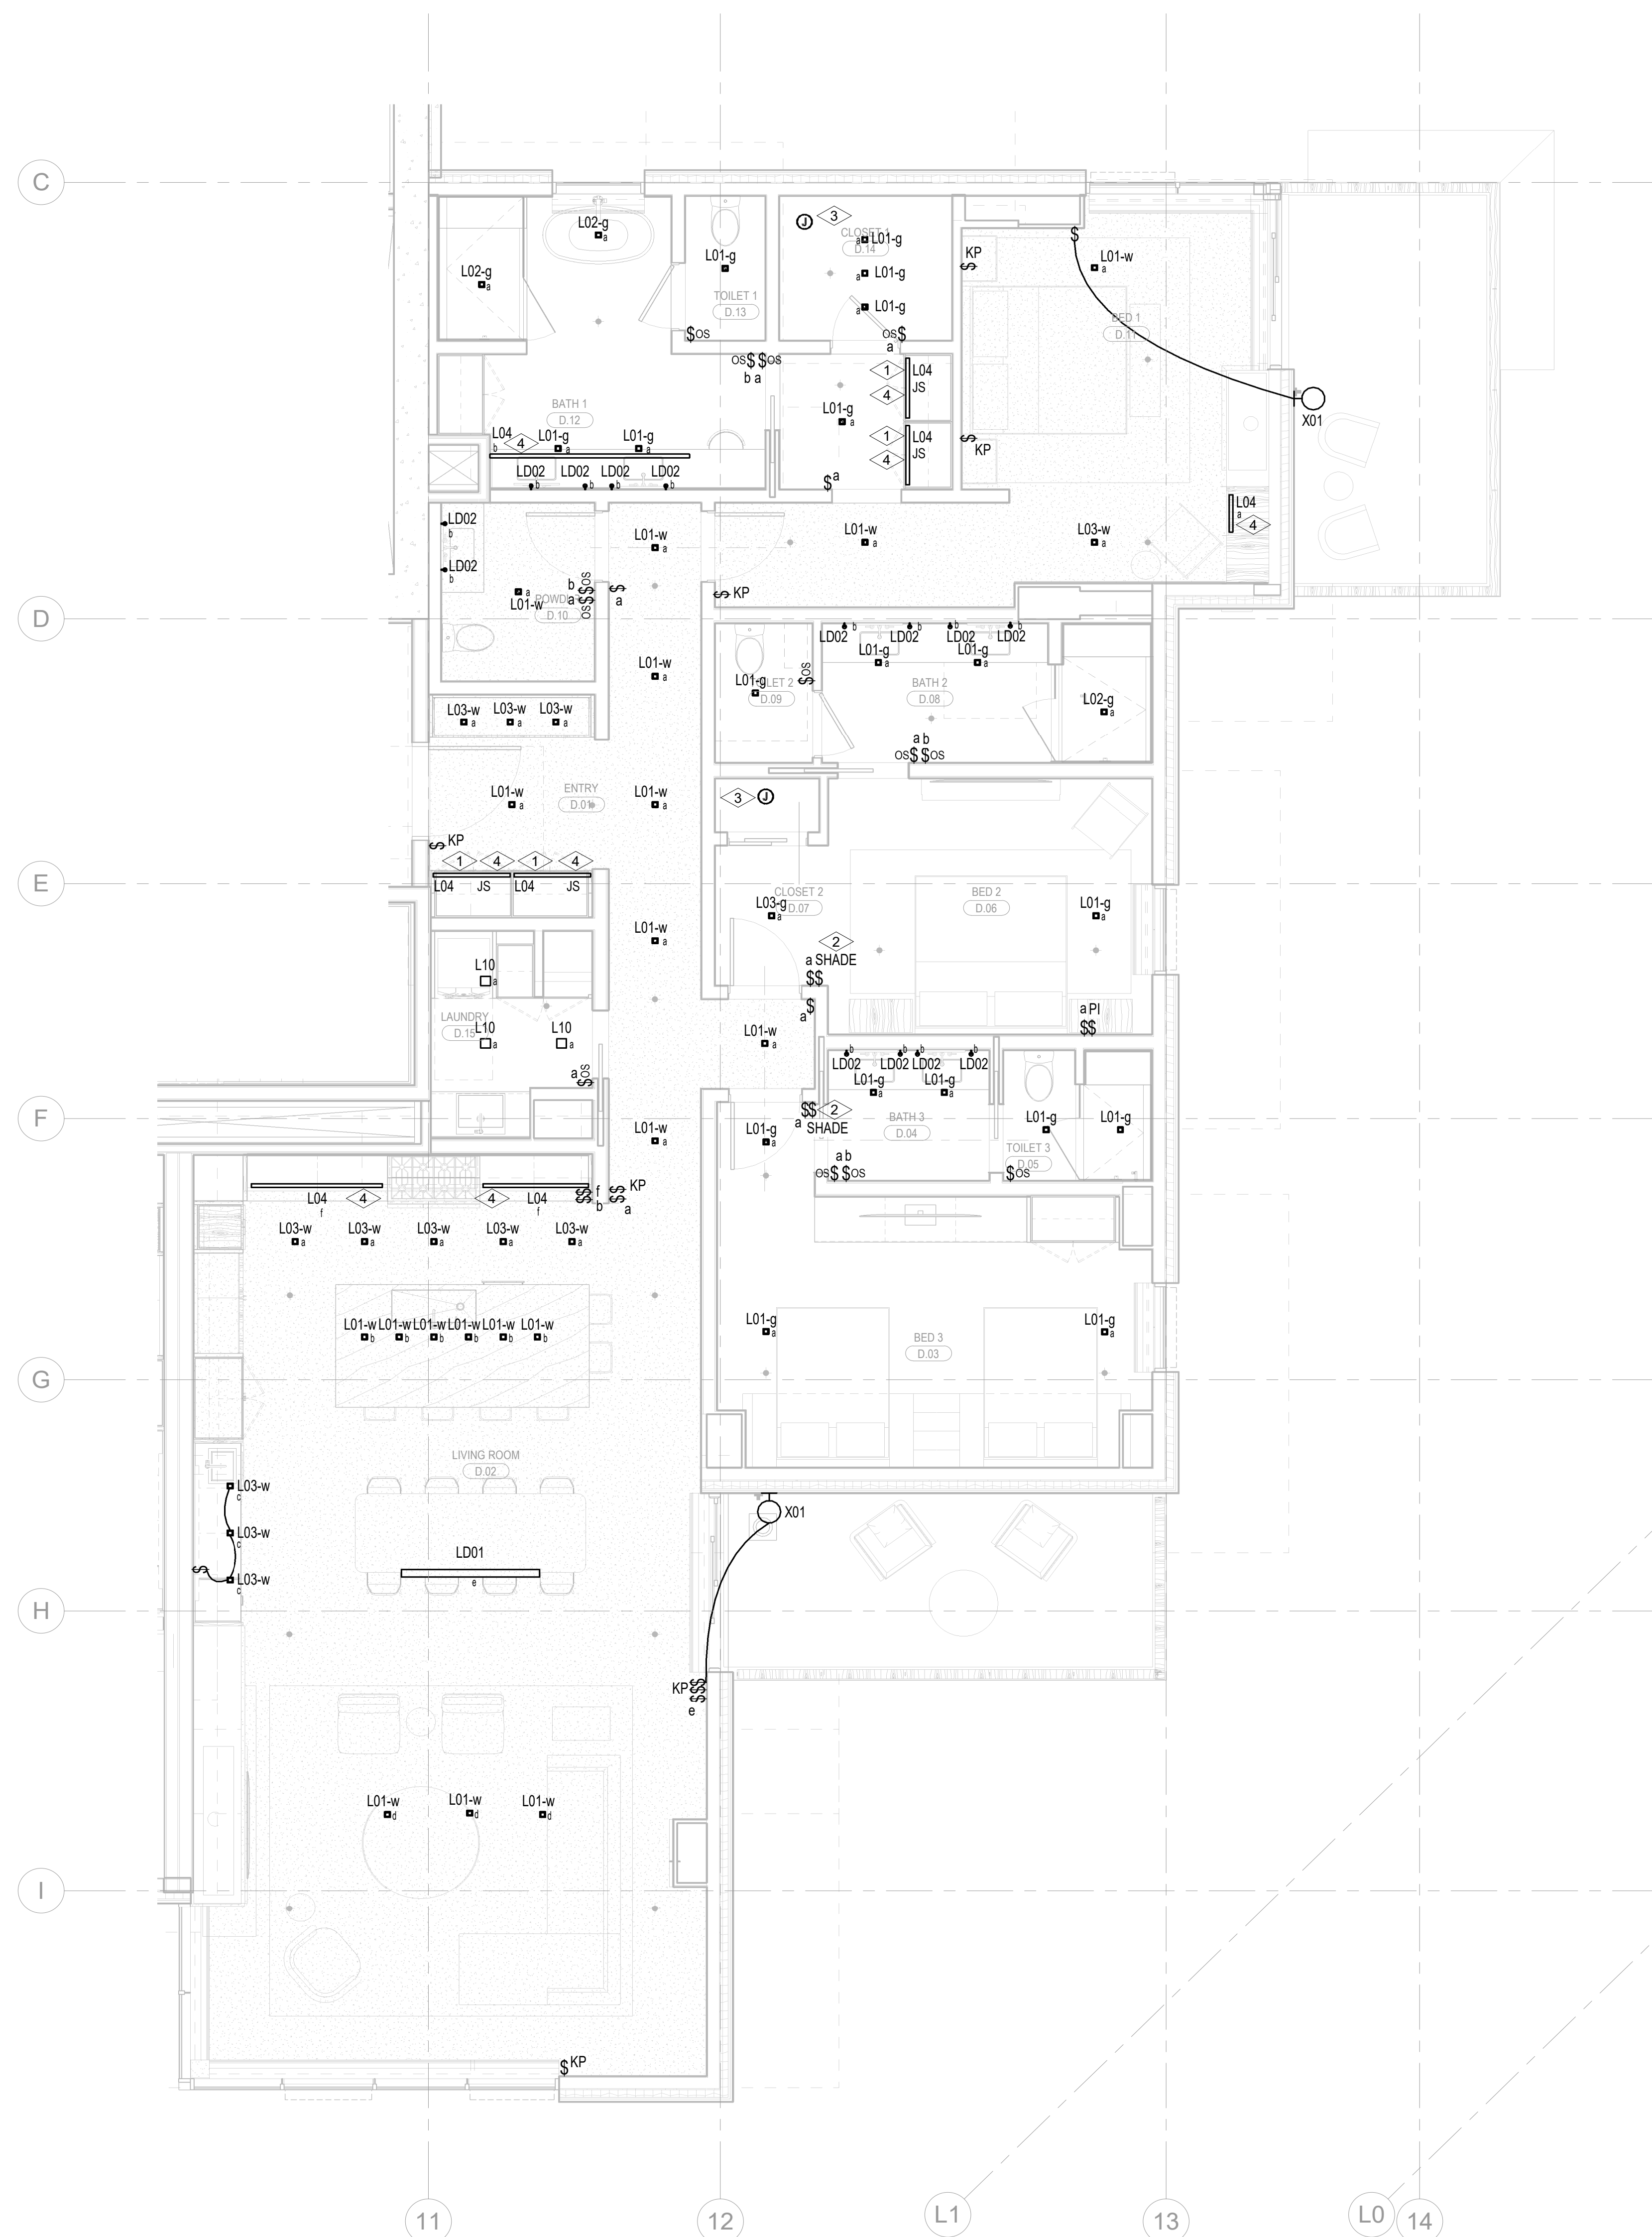 C
L02-g
a
L02-g
a
L01-g
TOILET 1
D.13
$OS
J
3
CLOSET 1
D.14
a L01-g
a L01-g
a L01-g
OS$
a
KP
$
$
L01-w
a
BED 1
D.11
X01
OS$ $OS
b a
BATH 1
D.12
L04
b
4
L01-g
a
L01-g
a
LD02
b
LD02
b
LD02
b
LD02
b
1
L04
4
JS
L01-g
a
1
L04
4
JS
$
KP
$a
L04
a
4
LD02
b
LD02
b
L01-w
a
L01-w
a
L03-w
a
a
L01-w
D.10
b $$OS
a $$
OS
$
a
$ KP
D
LD02
b
LD02
b
LD02
b
LD02
b
L01-g
a
L01-g
a
L01-w
a
L01-g
a
$OS
D.09
BATH 2
D.08
L02-g
a
L03-w
a
L03-w
a
L03-w
a
a b
OS$ $OS
ENTRY
D.01
L01-w
a
L01-w
a
3
J
$ KP
1
4
1
4
L04
JS
L04
JS
E
CLOSET 2
D.07
L03-g
a
BED 2
D.06
L01-g
a
L01-w
a
2
a SHADE
$$
$
a
L10
a
LAUNDRY
D.15
L10
a
L10
a
a $OS
L01-w
a
a PI
$$
LD02
b
LD02
b
LD02
b
LD02
b
L01-g
a
L01-g
a
F
$$
2
a SHADE
BATH 3
D.04
L01-g
a
L01-g
a
L01-g
a
TOILET 3
D.05
L01-w
a
a b
OS$ $OS
$OS
L04
f
4
4
L04
f
$$ f
b
$$ KP
a
L03-w
a
L03-w
a
L03-w
a
L03-w
a
L03-w
a
L01-w
b
L01-w
b
L01-w
b
L01-w
b
L01-w
b
L01-w
b
L01-g
a
L01-g
a
BED 3
D.03
G
LIVING ROOM
D.02
L03-w
c
L03-w
c
$
L03-w
c
X01
LD01
e
H
KP $$$
e
L01-w
d
L01-w
d
L01-w
d
I
$KP
11
12
L1
13
L0
14